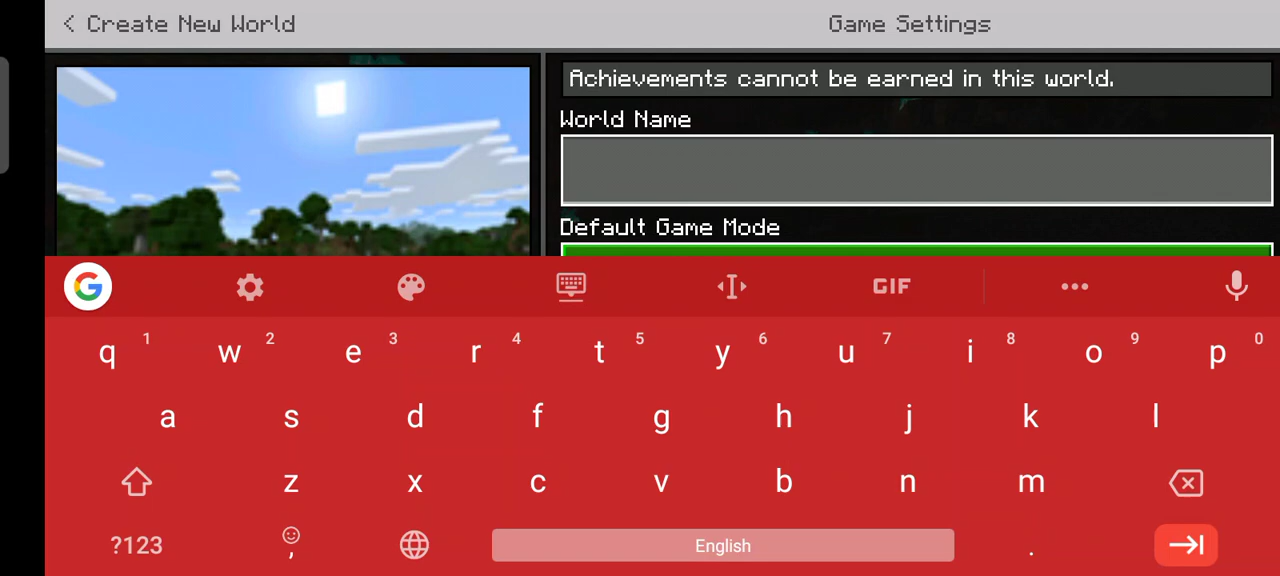 < Create New World
Game Settings
Achievements cannot be earned in this world.
World Name
Default Game Mode
G GIF
q 1 w 2 e 3 r 4 t 5 y 6 u 7 i 8 o 9 p 0
a s d f g h j k l
z x c v b n m
?123 , English .